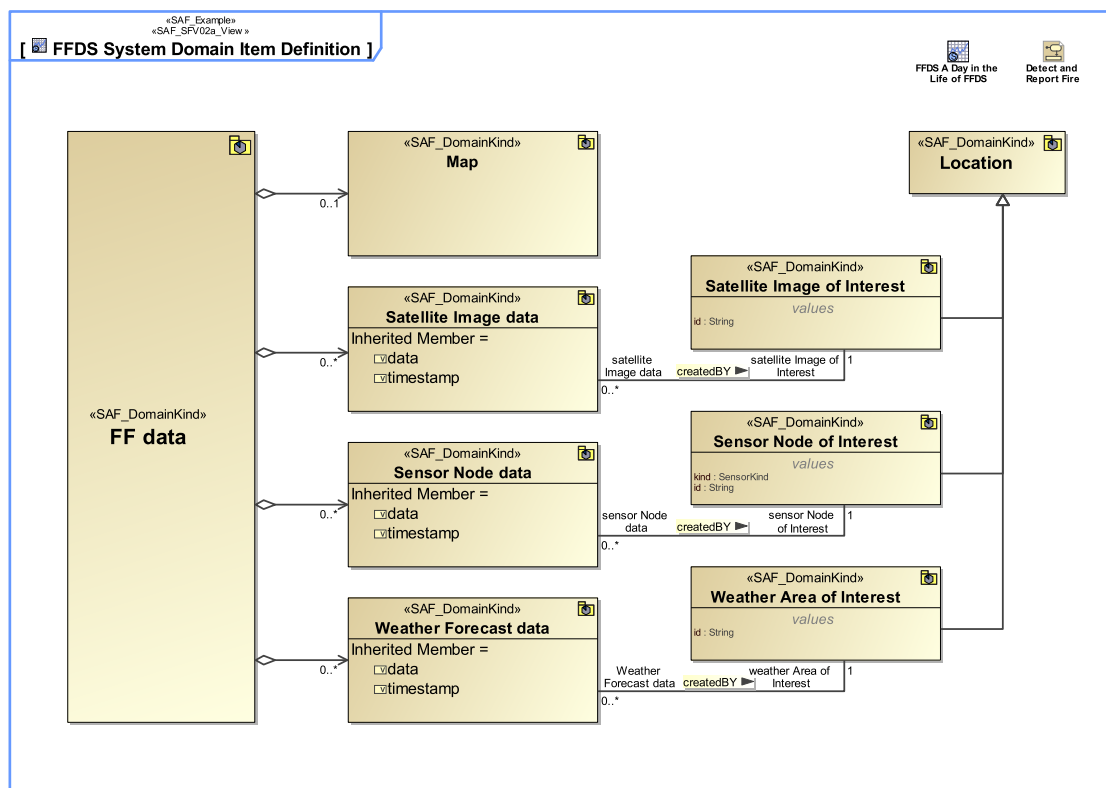 «SAF_Example»
«SAF_SFV02a_View »
[ FFDS System Domain Item Definition ]
FFDS A Day in the
Life of FFDS
Detect and
Report Fire
«SAF_DomainKind»
FF data
0..1
0..*
0..*
0..*
«SAF_DomainKind»
Map
«SAF_DomainKind»
Location
«SAF_DomainKind»
Satellite Image data
Inherited Member =
data
timestamp
satellite
Image data
0..*
createdBY
satellite Image of
Interest
1
«SAF_DomainKind»
Satellite Image of Interest
values
id : String
«SAF_DomainKind»
Sensor Node data
Inherited Member =
data
timestamp
sensor Node
data
0..*
createdBY
sensor Node
of Interest
1
«SAF_DomainKind»
Sensor Node of Interest
values
kind : SensorKind
id : String
«SAF_DomainKind»
Weather Forecast data
Inherited Member =
data
timestamp
Weather
Forecast data
0..*
createdBY
weather Area of
Interest
1
«SAF_DomainKind»
Weather Area of Interest
values
id : String